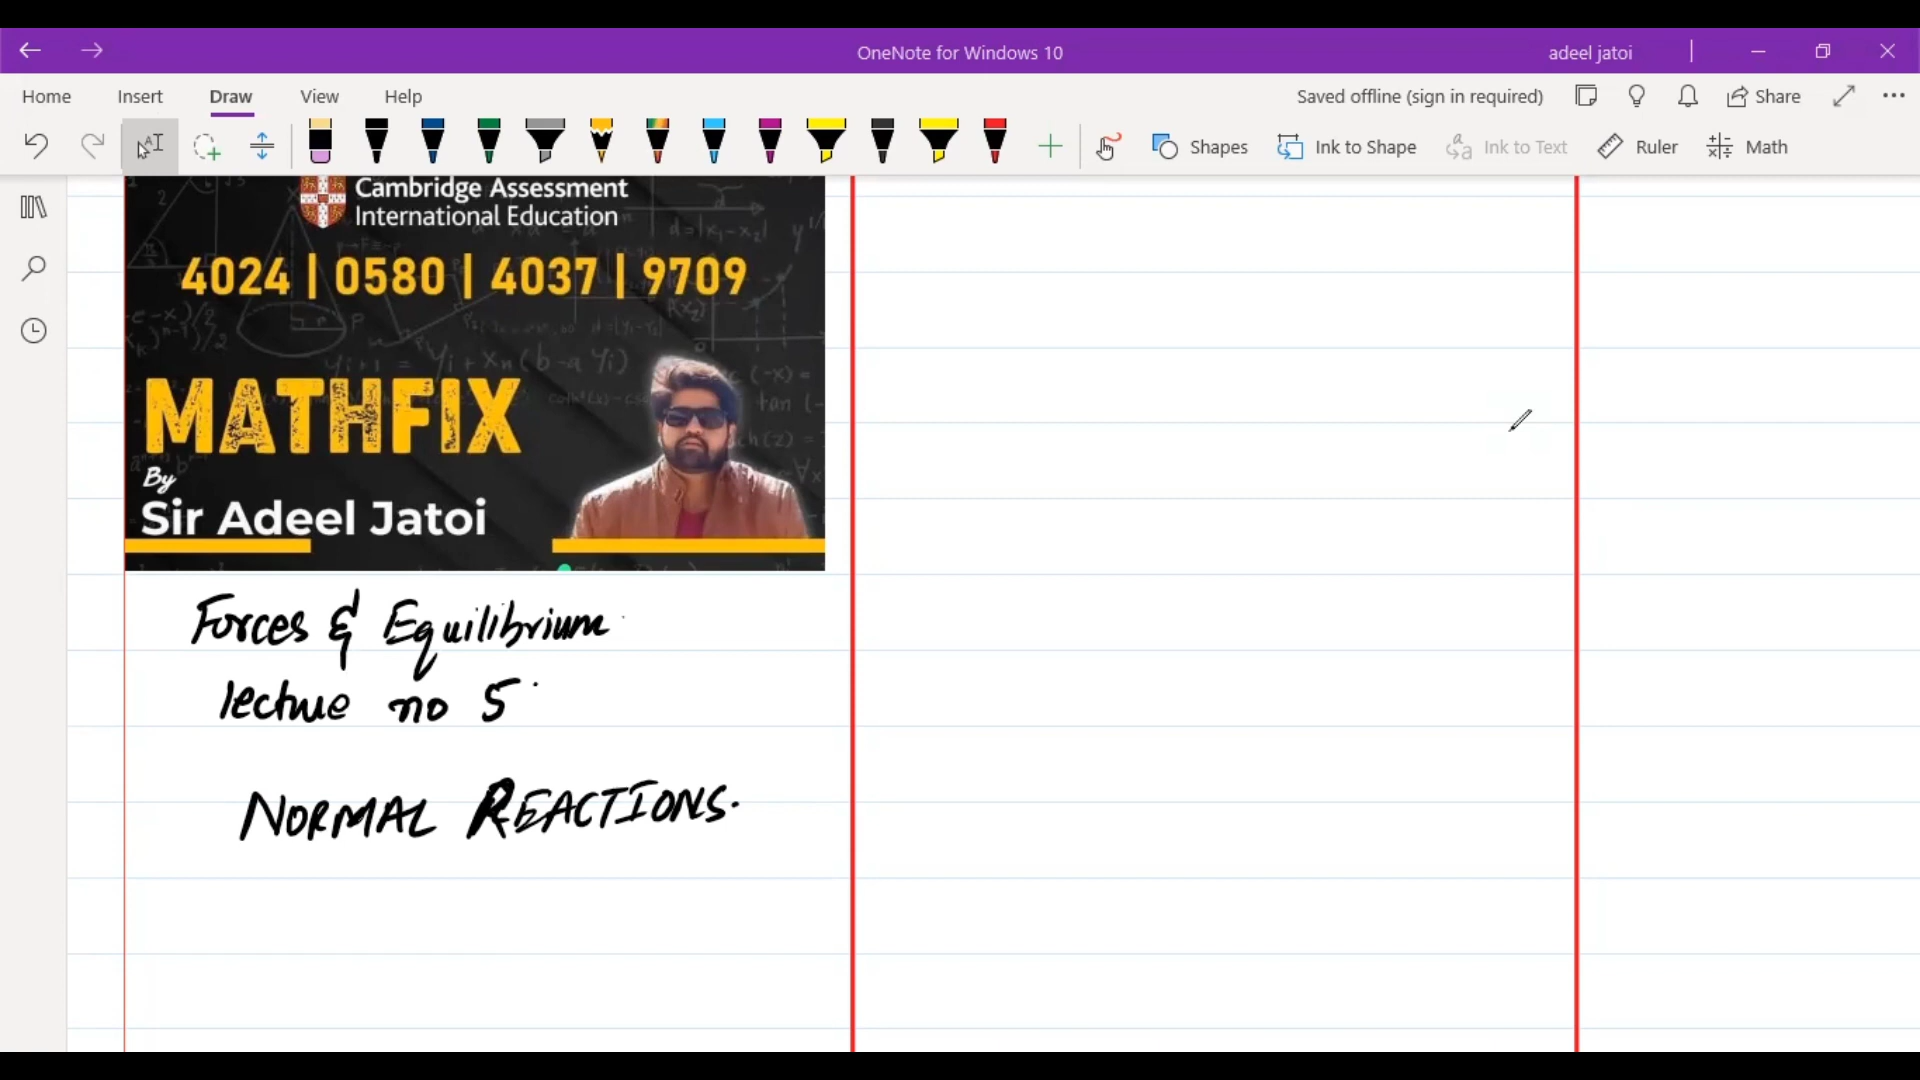 OneNote for Windows 10
adeel jatoi
Home Insert Draw View Help
Saved offline (sign in required)
Share
Shapes Ink to Shape Ink to Text Ruler Math
Cambridge Assessment
International Education
4024 | 0580 | 4037 | 9709
MATHFIX
By
Sir Adeel Jatoi
Forces & Equilibrium
lecture no 5
NORMAL REACTIONS.